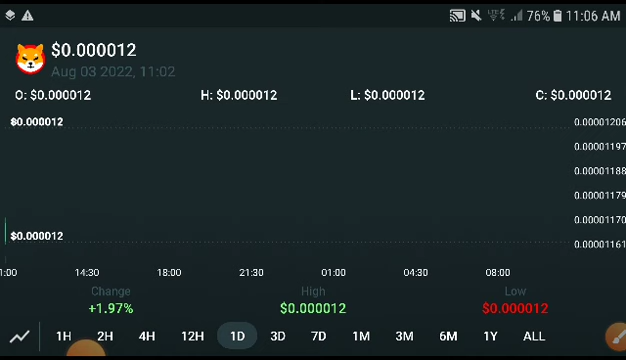 76% 11:06 AM
$0.000012
Aug 03 2022, 11:02
O: $0.000012 H: $0.000012 L: $0.000012 C: $0.000012
$0.000012 0.00001206
0.00001197
0.00001188
0.00001179
0.00001170
$0.000012 0.00001161
1:00 14:30 18:00 21:30 01:00 04:30 08:00
Change High Low
+1.97% $0.000012 $0.000012
1H 2H 4H 12H 1D 3D 7D 1M 3M 6M 1Y ALL